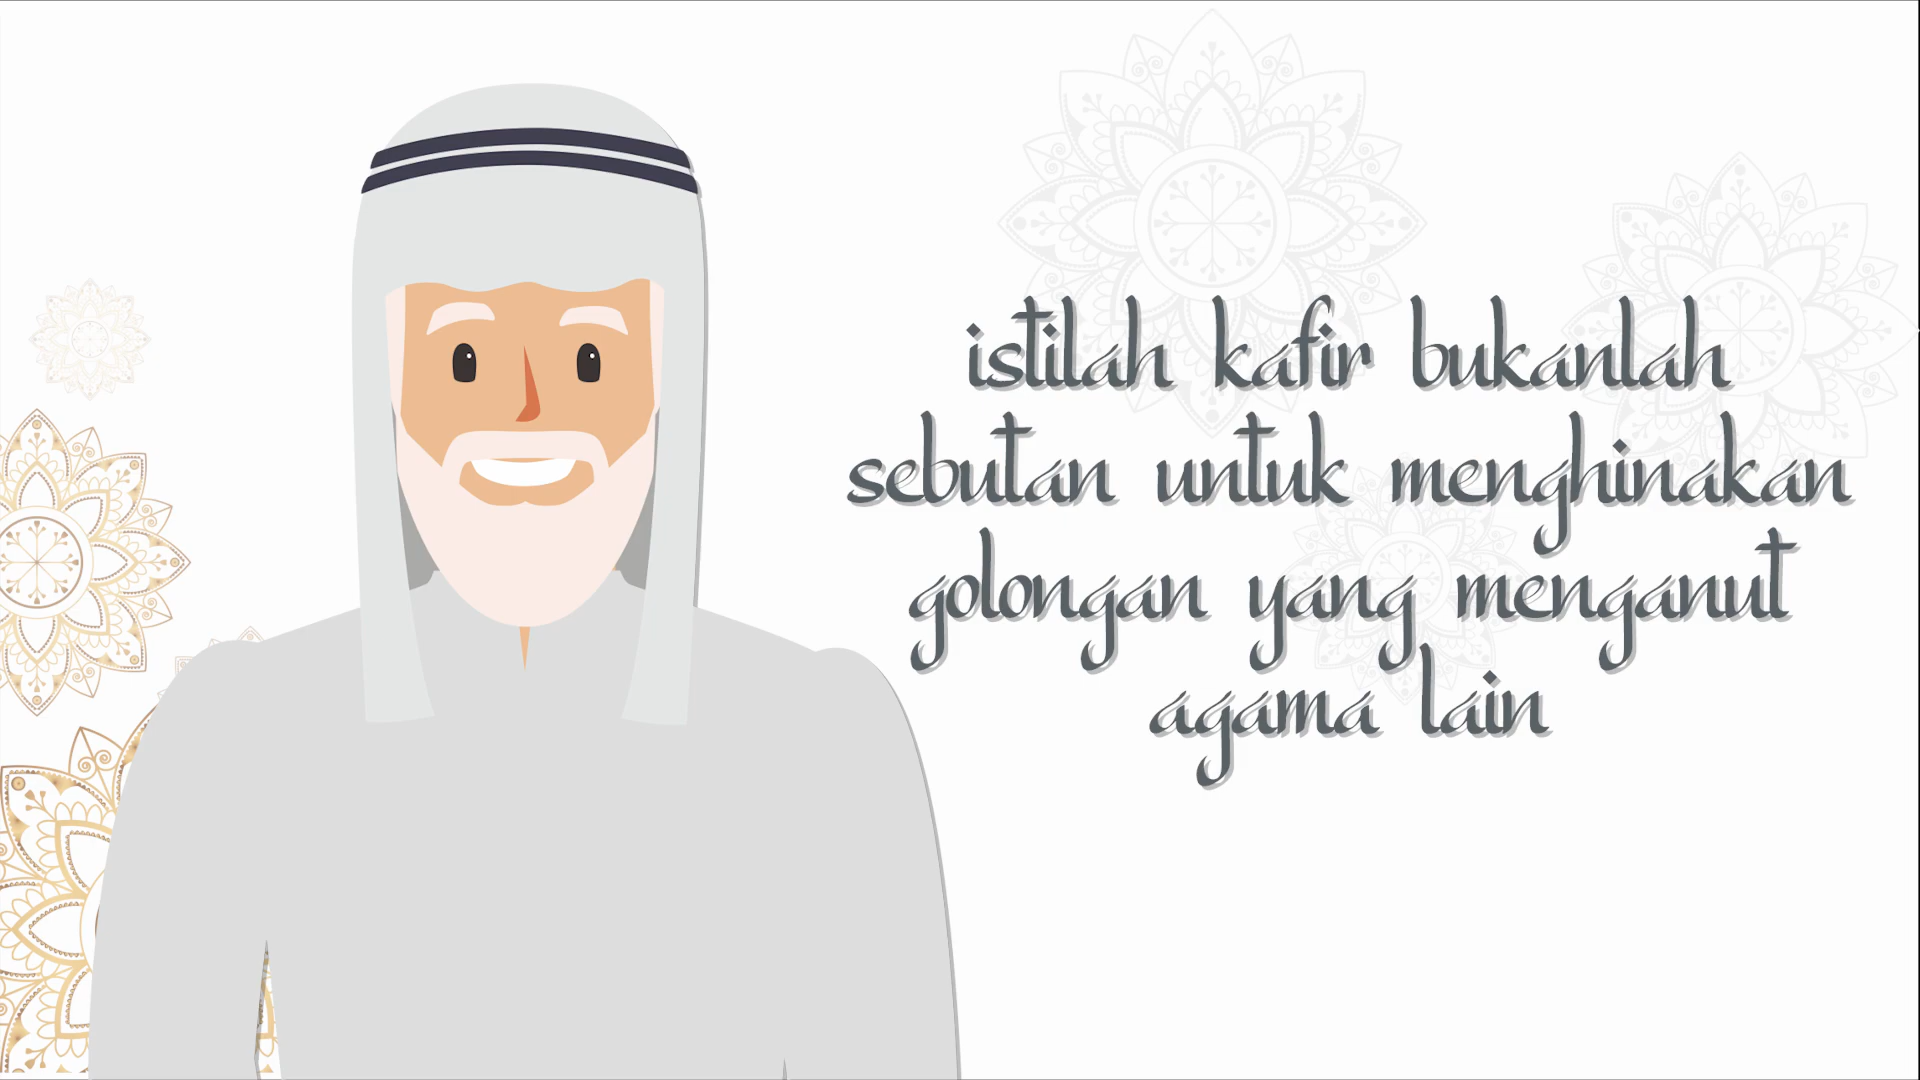 istilah kafir bukanlah
sebutan untuk menghinakan
golongan yang menganut
agama lain